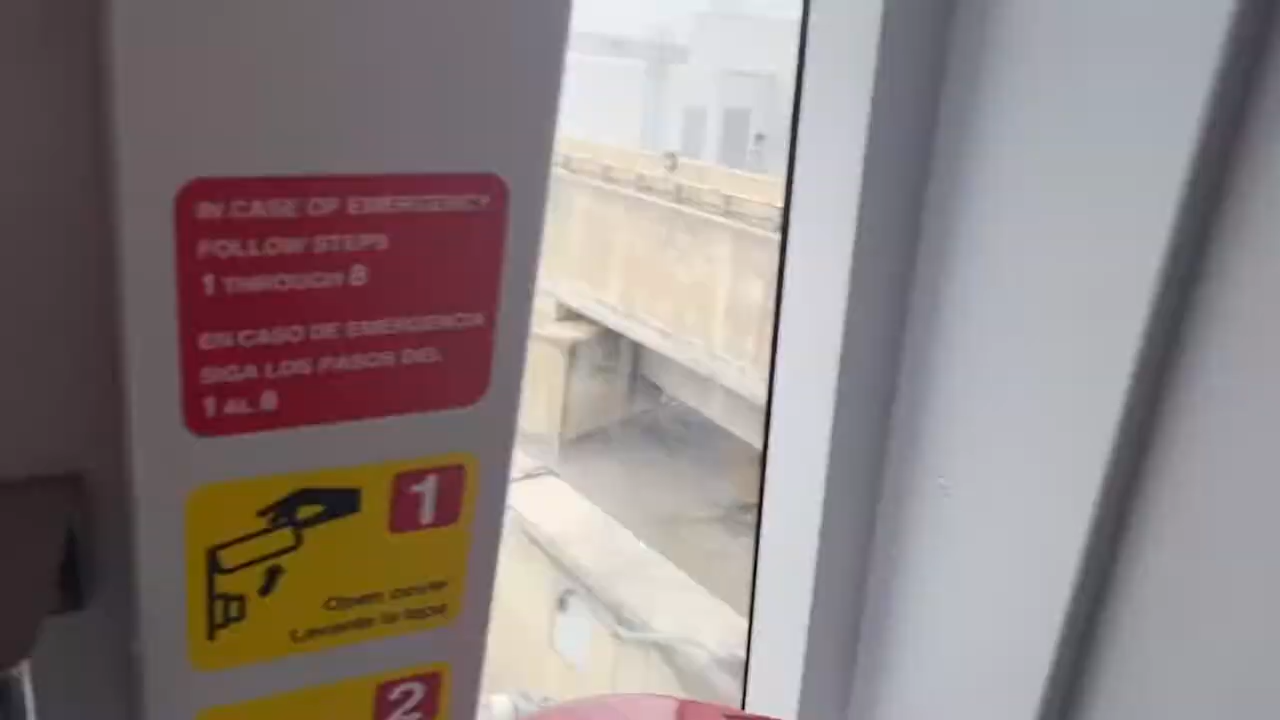 IN CASE OF EMERGENCY
FOLLOW STEPS
1 THROUGH 8
EN CASO DE EMERGENCIA
SIGA LOS PASOS DEL
1 AL 8
1
Open cover
Levante la tapa
2